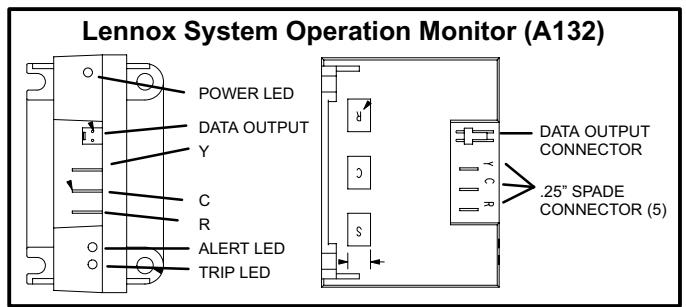 Lennox System Operation Monitor (A132)
POWER LED
DATA OUTPUT
Y
C
R
ALERT LED
TRIP LED
R
C
S
Y
C
R
DATA OUTPUT
CONNECTOR
.25" SPADE
CONNECTOR (5)